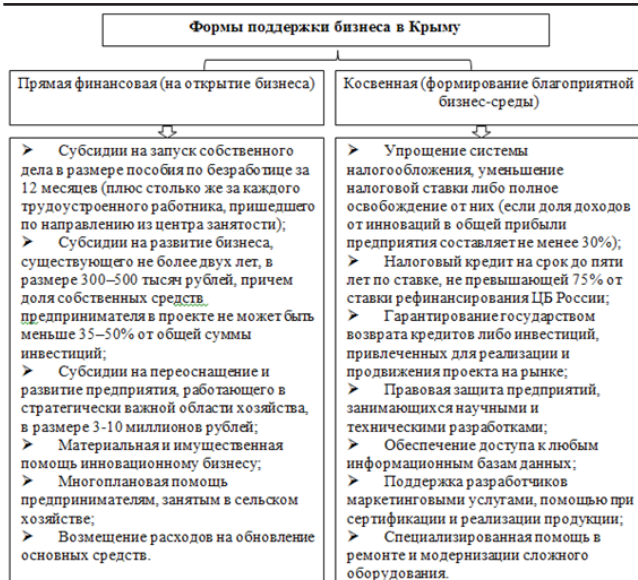 Формы поддержки бизнеса в Крыму
Прямая финансовая (на открытие бизнеса)
➢ Субсидии на запуск собственного
дела в размере пособия по безработице за
12 месяцев (плюс столько же за каждого
трудоустроенного работника, пришедшего
по направлению из центра занятости);
➢ Субсидии на развитие бизнеса,
существующего не более двух лет, в
размере 300–500 тысяч рублей, причем
доля собственных средств
предпринимателя в проекте не может быть
меньше 35–50% от общей суммы
инвестиций;
➢ Субсидии на переоснащение и
развитие предприятия, работающего в
стратегически важной области хозяйства,
в размере 3-10 миллионов рублей;
➢ Материальная и имущественная
помощь инновационному бизнесу;
➢ Многоплановая помощь
предпринимателям, занятым в сельском
хозяйстве;
➢ Возмещение расходов на обновление
основных средств.
Косвенная (формирование благоприятной
бизнес-среды)
➢ Упрощение системы
налогообложения, уменьшение
налоговой ставки либо полное
освобождение от них (если доля доходов
от инноваций в общей прибыли
предприятия составляет не менее 30%);
➢ Налоговый кредит на срок до пяти
лет по ставке, не превышающей 75% от
ставки рефинансирования ЦБ России;
➢ Гарантирование государством
возврата кредитов либо инвестиций,
привлеченных для реализации и
продвижения проекта на рынке;
➢ Правовая защита предприятий,
занимающихся научными и
техническими разработками;
➢ Обеспечение доступа к любым
информационным базам данных;
➢ Поддержка разработчиков
маркетинговыми услугами, помощью при
сертификации и реализации продукции;
➢ Специализированная помощь в
ремонте и модернизации сложного
оборудования.